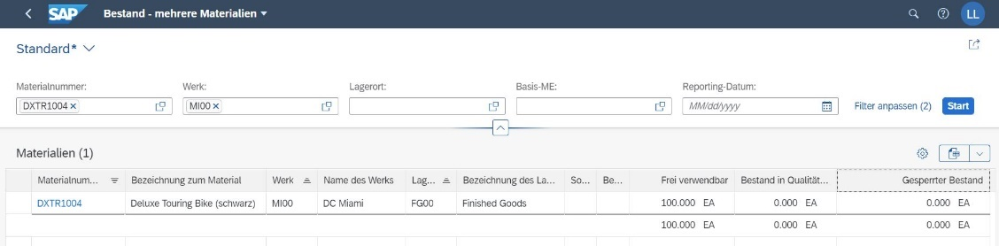 SAP Bestand - mehrere Materialien LL
Standard*
Materialnummer: Werk: Lagerort: Basis-ME: Reporting-Datum:
DXTR1004 MI00 MM/dd/yyyy Filter anpassen (2) Start
Materialien (1)
Materialnum... Bezeichnung zum Material Werk Name des Werks Lag... Bezeichnung des La... So... Be... Frei verwendbar Bestand in Qualität... Gesperrter Bestand
DXTR1004 Deluxe Touring Bike (schwarz) MI00 DC Miami FG00 Finished Goods 100.000 EA 0.000 EA 0.000 EA
100.000 EA 0.000 EA 0.000 EA